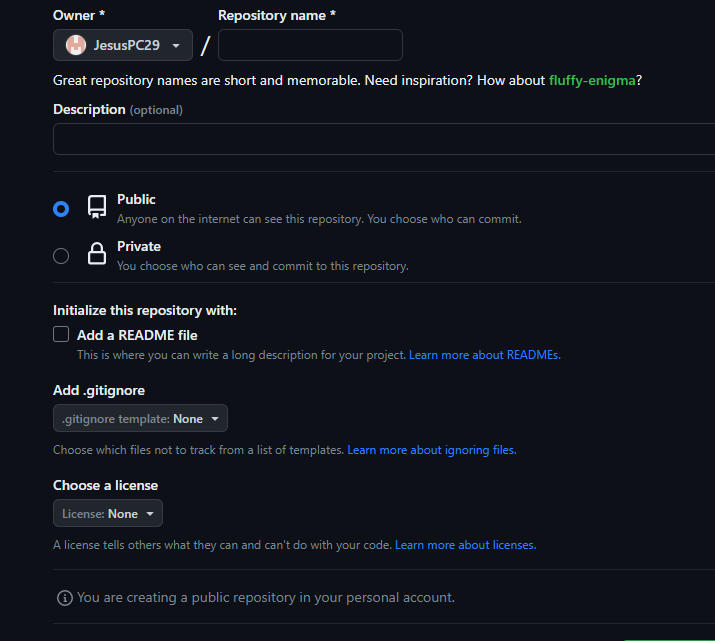 Owner * Repository name *
JesusPC29 /
Great repository names are short and memorable. Need inspiration? How about fluffy-enigma?
Description (optional)
Public
Anyone on the internet can see this repository. You choose who can commit.
Private
You choose who can see and commit to this repository.
Initialize this repository with:
Add a README file
This is where you can write a long description for your project. Learn more about READMEs.
Add .gitignore
.gitignore template: None
Choose which files not to track from a list of templates. Learn more about ignoring files.
Choose a license
License: None
A license tells others what they can and can't do with your code. Learn more about licenses.
You are creating a public repository in your personal account.